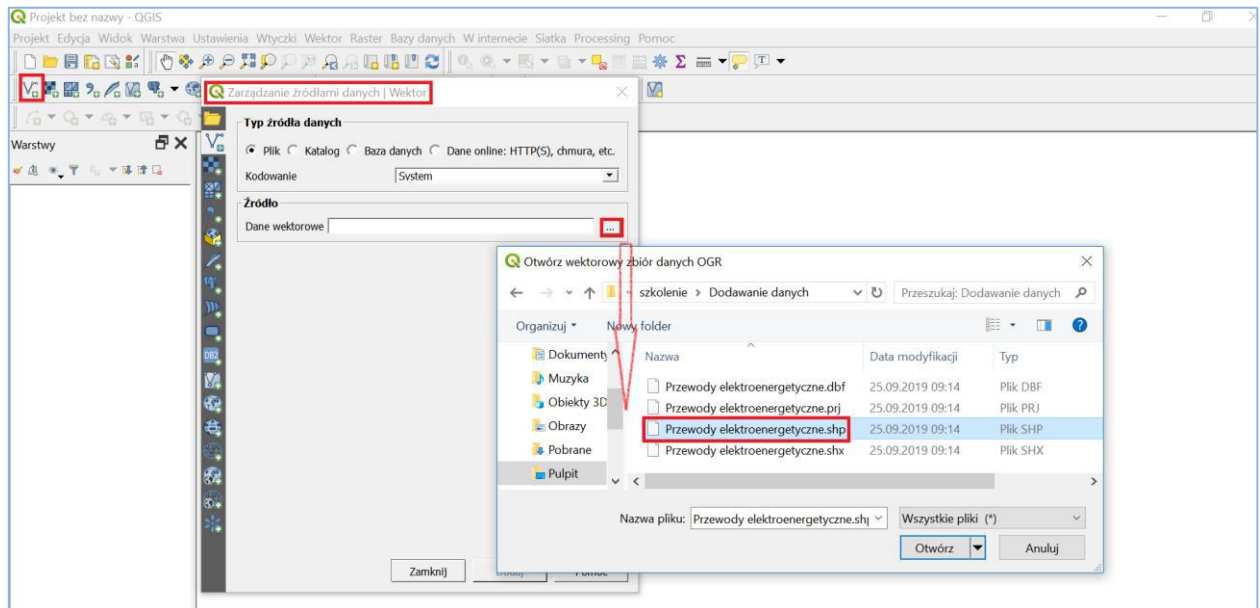 Projekt bez nazwy - QGIS
Projekt Edycja Widok Warstwa Ustawienia Wtyczki Wektor Raster Bazy danych W internecie Siatka Processing Pomoc
Zarządzanie źródłami danych | Wektor
Warstwy
Typ źródła danych
Plik Katalog Baza danych Dane online: HTTP(S), chmura, etc.
Kodowanie System
Źródło
Dane wektorowe ...
Otwórz wektorowy zbiór danych OGR
szkolenie > Dodawanie danych Przeszukaj: Dodawanie danych
Organizuj Nowy folder
Nazwa Data modyfikacji Typ
Dokumenty
Muzyka
Obiekty 3D
Obrazy
Pobrane
Pulpit
Przewody elektroenergetyczne.dbf 25.09.2019 09:14 Plik DBF
Przewody elektroenergetyczne.prj 25.09.2019 09:14 Plik PRJ
Przewody elektroenergetyczne.shp 25.09.2019 09:14 Plik SHP
Przewody elektroenergetyczne.shx 25.09.2019 09:14 Plik SHX
Nazwa pliku: Przewody elektroenergetyczne.shp Wszystkie pliki (*)
Otwórz Anuluj
Zamknij
DB2